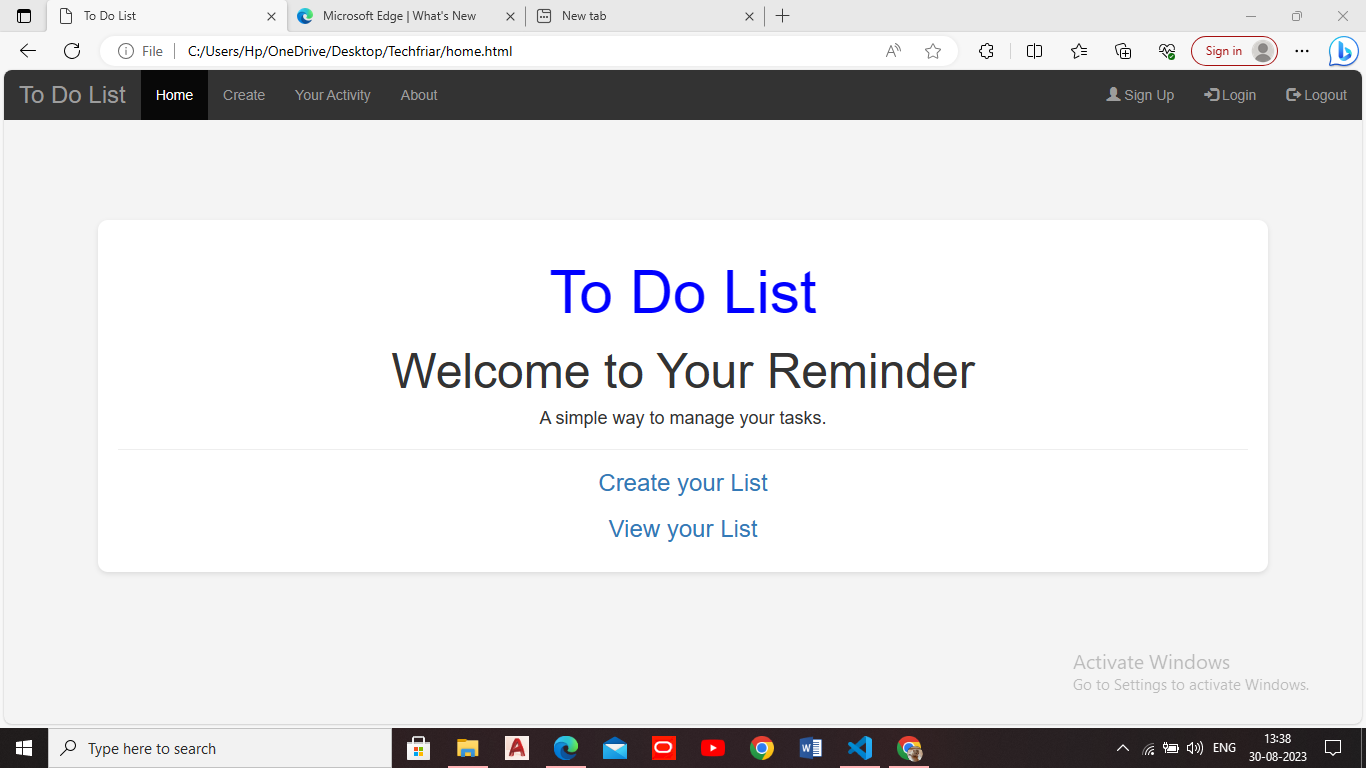 To Do List
Microsoft Edge | What's New
New tab
File
C:/Users/Hp/OneDrive/Desktop/Techfriar/home.html
Sign in
To Do List
Home
Create
Your Activity
About
Sign Up
Login
Logout
To Do List
Welcome to Your Reminder
A simple way to manage your tasks.
Create your List
View your List
Activate Windows
Go to Settings to activate Windows.
Type here to search
ENG
13:38
30-08-2023